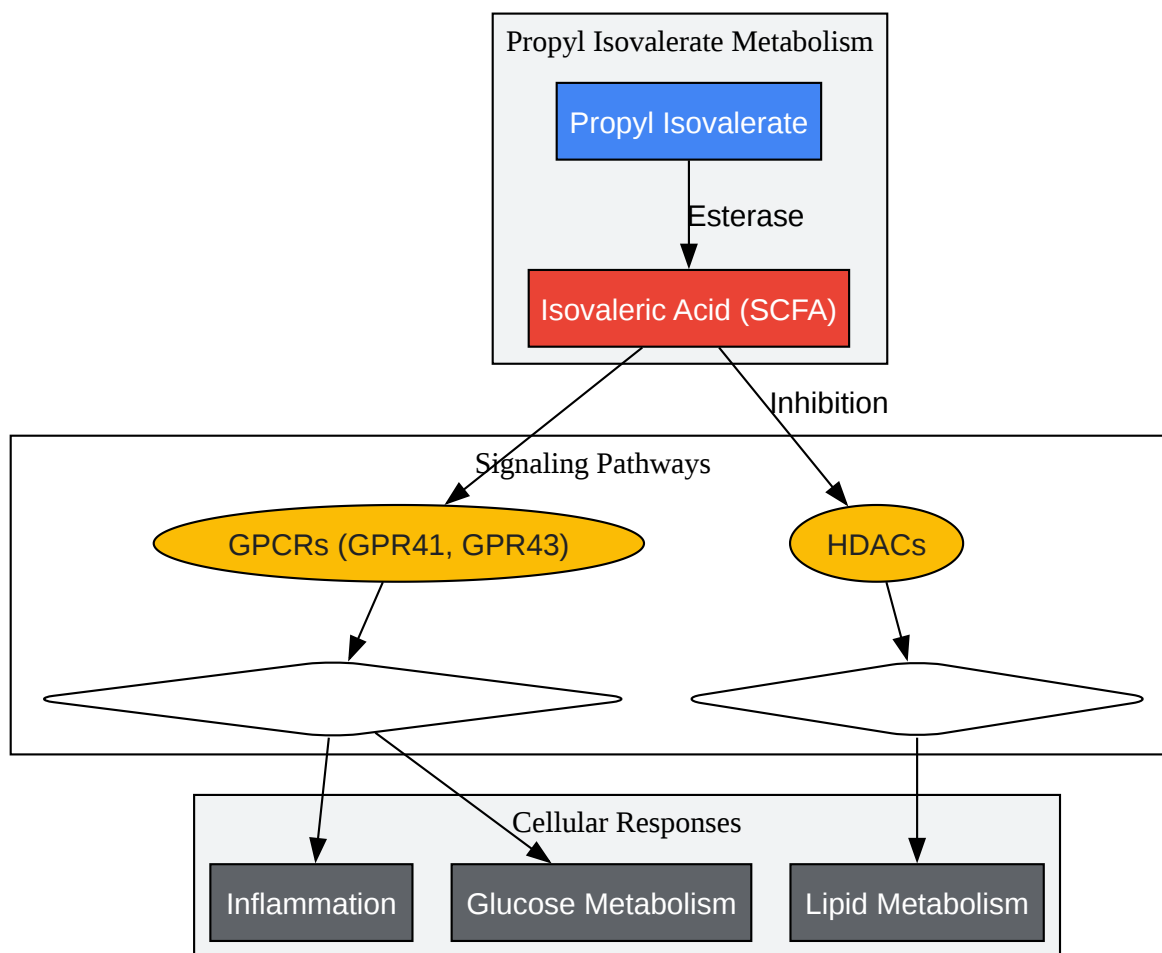 Propyl Isovalerate Metabolism
Propyl Isovalerate
Esterase
Isovaleric Acid (SCFA)
Inhibition
Signaling Pathways
GPCRs (GPR41, GPR43)
HDACs
Cellular Responses
Inflammation
Glucose Metabolism
Lipid Metabolism